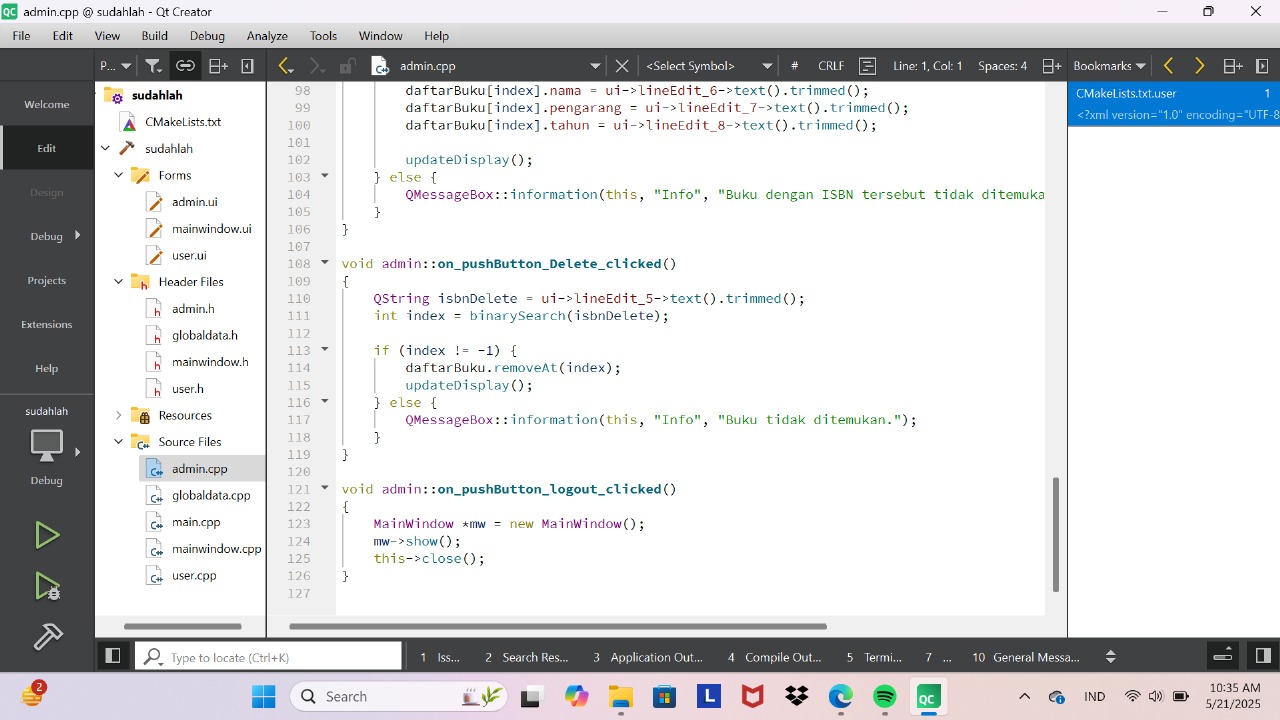 admin.cpp @ sudahlah - Qt Creator
File Edit View Build Debug Analyze Tools Window Help
P... admin.cpp <Select Symbol> # CRLF Line: 1, Col: 1 Spaces: 4 Bookmarks
Welcome
Edit
Design
Debug
Projects
Extensions
Help
sudahlah
Debug
sudahlah
CMakeLists.txt
sudahlah
Forms
admin.ui
mainwindow.ui
user.ui
Header Files
admin.h
globaldata.h
mainwindow.h
user.h
Resources
Source Files
admin.cpp
globaldata.cpp
main.cpp
mainwindow.cpp
user.cpp
98 daftarBuku[index].nama = ui->lineEdit_6->text().trimmed();
99 daftarBuku[index].pengarang = ui->lineEdit_7->text().trimmed();
100 daftarBuku[index].tahun = ui->lineEdit_8->text().trimmed();
101
102 updateDisplay();
103 } else {
104 QMessageBox::information(this, "Info", "Buku dengan ISBN tersebut tidak ditemuka
105 }
106 }
107
108 void admin::on_pushButton_Delete_clicked()
109 {
110 QString isbnDelete = ui->lineEdit_5->text().trimmed();
111 int index = binarySearch(isbnDelete);
112
113 if (index != -1) {
114 daftarBuku.removeAt(index);
115 updateDisplay();
116 } else {
117 QMessageBox::information(this, "Info", "Buku tidak ditemukan.");
118 }
119 }
120
121 void admin::on_pushButton_logout_clicked()
122 {
123 MainWindow *mw = new MainWindow();
124 mw->show();
125 this->close();
126 }
127
CMakeLists.txt.user 1
<?xml version="1.0" encoding="UTF-8
Type to locate (Ctrl+K) 1 Iss... 2 Search Res... 3 Application Out... 4 Compile Out... 5 Termi... 7 ... 10 General Messa...
2 Search L QC IND 10:35 AM
5/21/2025